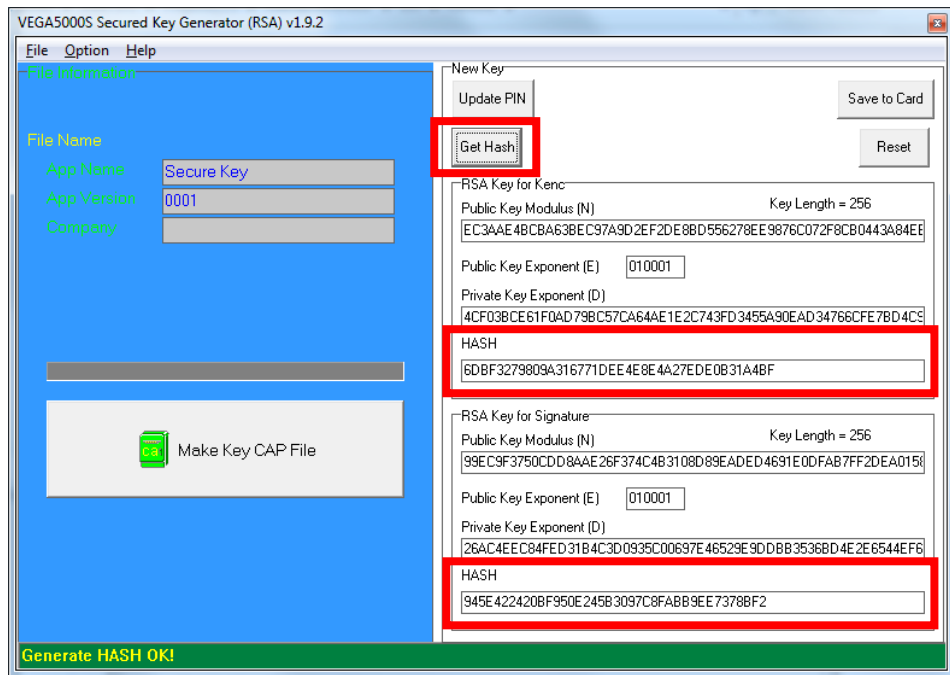 VEGA5000S Secured Key Generator (RSA) v1.9.2
File Option Help
File Information
File Name
App Name Secure Key
App Version 0001
Company
Make Key CAP File
New Key
Update PIN Save to Card
Get Hash Reset
RSA Key for Kenc
Public Key Modulus (N) Key Length = 256
EC3AAE4BCBA63BEC97A9D2EF2DE8BD556278EE9876C072F8CB0443A84EE
Public Key Exponent (E) 010001
Private Key Exponent (D)
4CF03BCE61F0AD79BC57CA64AE1E2C743FD3455A90EAD34766CFE7BD4C9
HASH
6DBF3279809A316771DEE4E8E4A27EDE0B31A4BF
RSA Key for Signature
Public Key Modulus (N) Key Length = 256
99EC9F3750CDD8AAE26F374C4B3108D89EADED4691E0DFAB7FF2DEA0158
Public Key Exponent (E) 010001
Private Key Exponent (D)
26AC4EEC84FED31B4C3D0935C00697E46529E9DDBB3536BD4E2E6544EF6
HASH
945E422420BF950E245B3097C8FABB9EE7378BF2
Generate HASH OK!